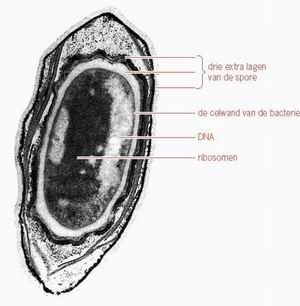 drie extra lagen
van de spore
de celwand van de bacterie
DNA
ribosomen